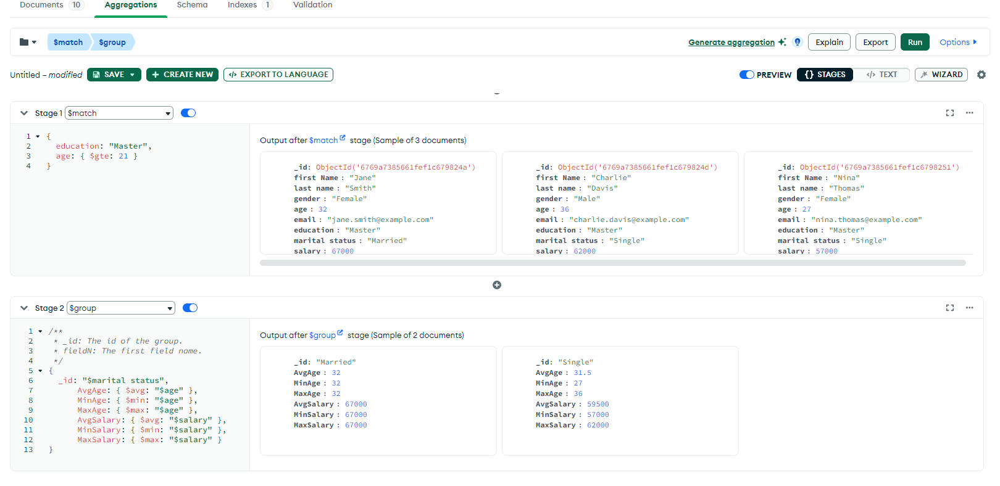 Documents 10 Aggregations Schema Indexes 1 Validation
$match $group Generate aggregation Explain Export Run Options
Untitled – modified SAVE CREATE NEW </> EXPORT TO LANGUAGE PREVIEW {} STAGES </> TEXT WIZARD
Stage 1 $match
1 {
2 education: "Master",
3 age: { $gte: 21 }
4 }
Output after $match stage (Sample of 3 documents)
_id: ObjectId('6769a7385661fef1c679824a')
first Name : "Jane"
last name : "Smith"
gender : "Female"
age : 32
email : "jane.smith@example.com"
education : "Master"
marital status : "Married"
salary : 67000
_id: ObjectId('6769a7385661fef1c679824d')
first Name : "Charlie"
last name : "Davis"
gender : "Male"
age : 36
email : "charlie.davis@example.com"
education : "Master"
marital status : "Single"
salary : 62000
_id: ObjectId('6769a7385661fef1c6798251')
first Name : "Nina"
last name : "Thomas"
gender : "Female"
age : 27
email : "nina.thomas@example.com"
education : "Master"
marital status : "Single"
salary : 57000
Stage 2 $group
1 /**
2 * _id: The id of the group.
3 * fieldN: The first field name.
4 */
5 {
6 _id: "$marital status",
7 AvgAge: { $avg: "$age" },
8 MinAge: { $min: "$age" },
9 MaxAge: { $max: "$age" },
10 AvgSalary: { $avg: "$salary" },
11 MinSalary: { $min: "$salary" },
12 MaxSalary: { $max: "$salary" }
13 }
Output after $group stage (Sample of 2 documents)
_id: "Married"
AvgAge : 32
MinAge : 32
MaxAge : 32
AvgSalary : 67000
MinSalary : 67000
MaxSalary : 67000
_id: "Single"
AvgAge : 31.5
MinAge : 27
MaxAge : 36
AvgSalary : 59500
MinSalary : 57000
MaxSalary : 62000